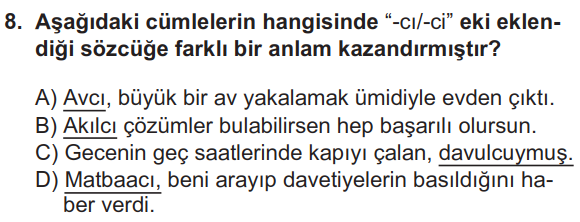 8. Aşağıdaki cümlelerin hangisinde “-cı/-ci” eki eklen-
diği sözcüğe farklı bir anlam kazandırmıştır?
A) Avcı, büyük bir av yakalamak ümidiyle evden çıktı.
B) Akılcı çözümler bulabilirsen hep başarılı olursun.
C) Gecenin geç saatlerinde kapıyı çalan, davulcuymuş.
D) Matbaacı, beni arayıp davetiyelerin basıldığını ha-
ber verdi.